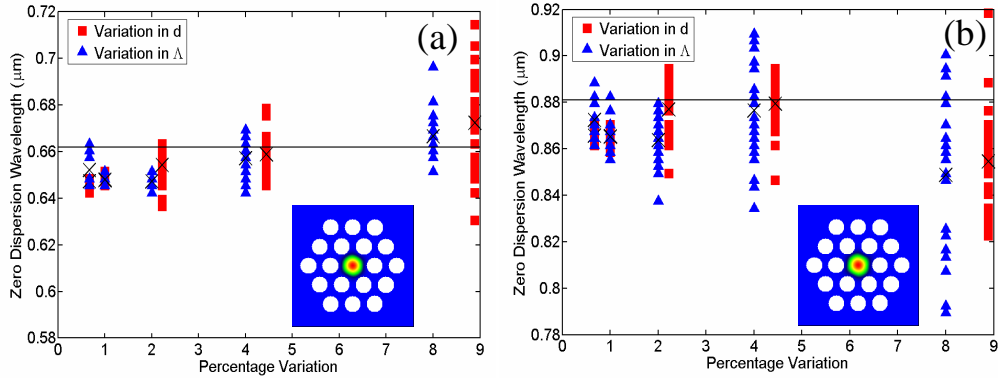 (a)
Variation in d
Variation in Λ
Zero Dispersion Wavelength (μm)
0.72
0.7
0.68
0.66
0.64
0.62
0.6
0.58
0 1 2 3 4 5 6 7 8 9
Percentage Variation
(b)
Variation in d
Variation in Λ
Zero Dispersion Wavelength (μm)
0.92
0.9
0.88
0.86
0.84
0.82
0.8
0.78
0 1 2 3 4 5 6 7 8 9
Percentage Variation